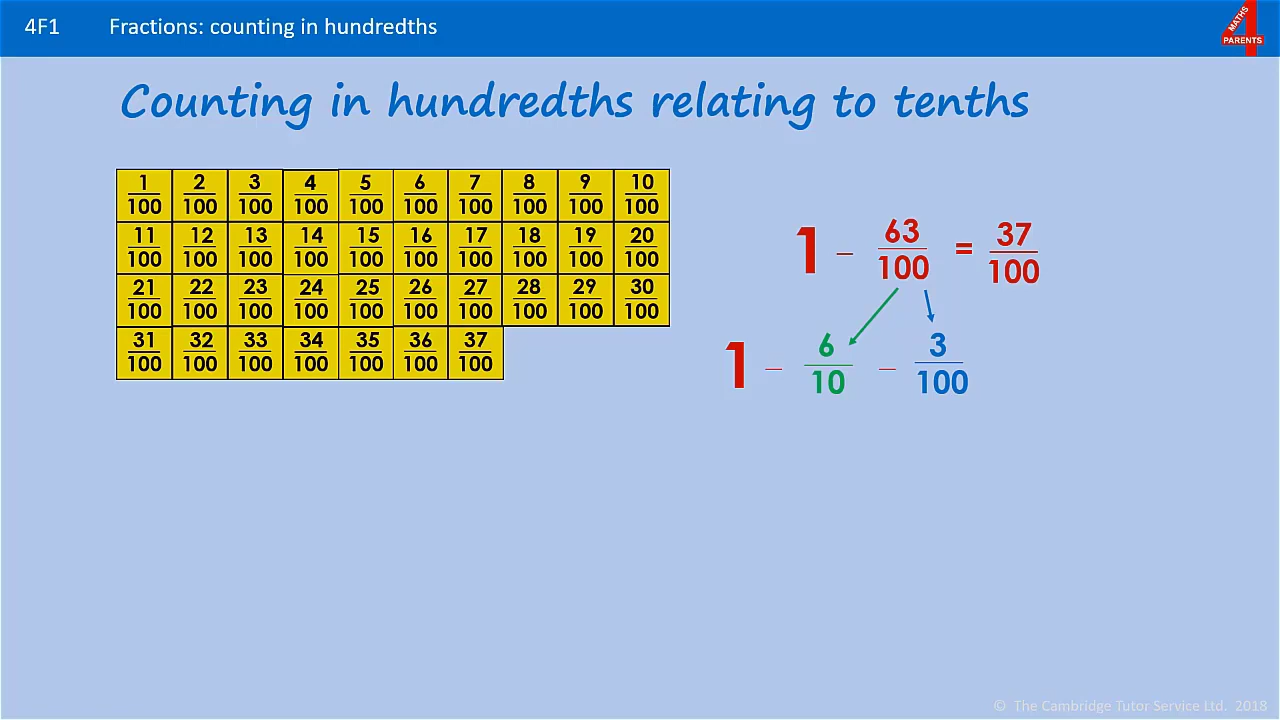 4F1 Fractions: counting in hundredths
MATHS
4
PARENTS
Counting in hundredths relating to tenths
1/100 2/100 3/100 4/100 5/100 6/100 7/100 8/100 9/100 10/100
11/100 12/100 13/100 14/100 15/100 16/100 17/100 18/100 19/100 20/100
21/100 22/100 23/100 24/100 25/100 26/100 27/100 28/100 29/100 30/100
31/100 32/100 33/100 34/100 35/100 36/100 37/100
1 – 63/100 = 37/100
1 – 6/10 – 3/100
© The Cambridge Tutor Service Ltd. 2018